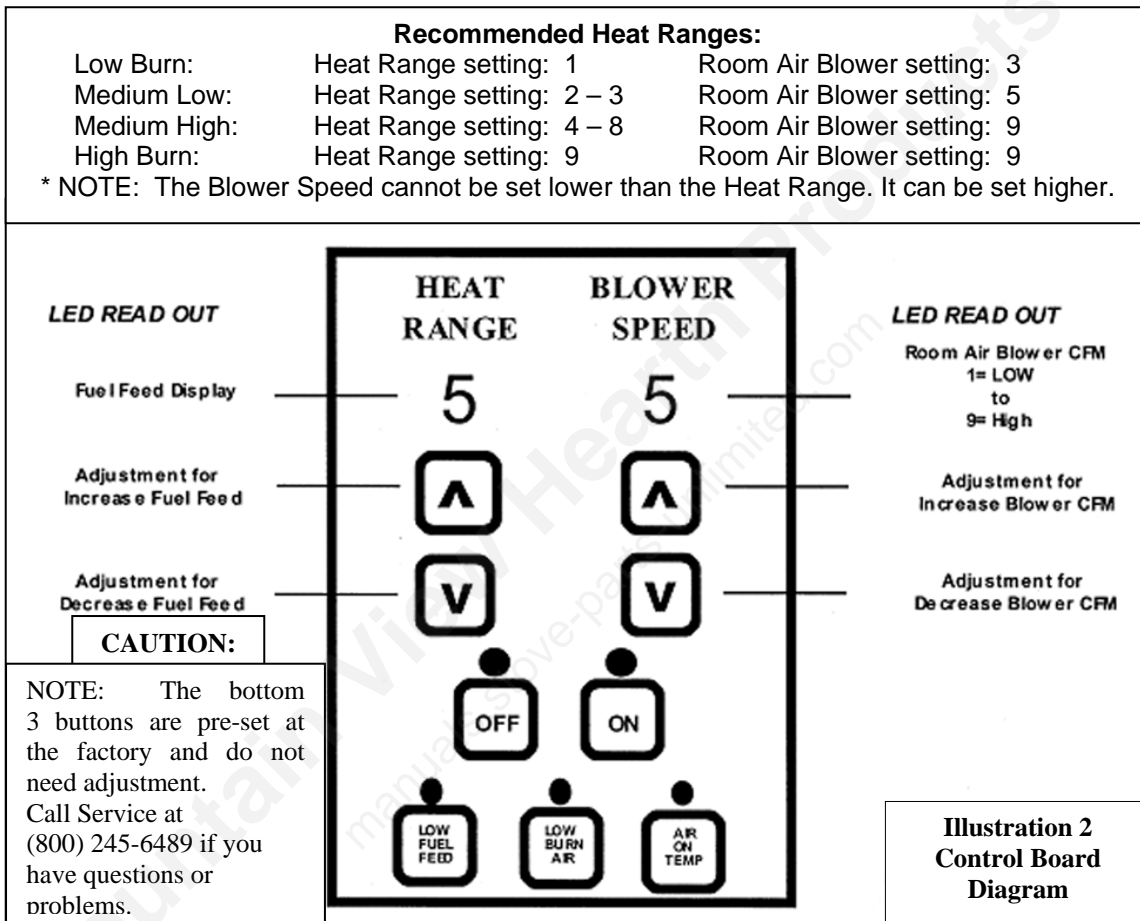 Recommended Heat Ranges:
Low Burn: Heat Range setting: 1 Room Air Blower setting: 3
Medium Low: Heat Range setting: 2 – 3 Room Air Blower setting: 5
Medium High: Heat Range setting: 4 – 8 Room Air Blower setting: 9
High Burn: Heat Range setting: 9 Room Air Blower setting: 9
* NOTE: The Blower Speed cannot be set lower than the Heat Range. It can be set higher.
HEAT RANGE
BLOWER SPEED
LED READ OUT
LED READ OUT
Fuel Feed Display
5
5
Room Air Blower CFM
1= LOW
to
9= High
Adjustment for
Increase Fuel Feed
Λ
Λ
Adjustment for
Increase Blower CFM
Adjustment for
Decrease Fuel Feed
V
V
Adjustment for
Decrease Blower CFM
OFF
ON
LOW
FUEL
FEED
LOW
BURN
AIR
AIR
ON
TEMP
CAUTION:
NOTE: The bottom
3 buttons are pre-set at
the factory and do not
need adjustment.
Call Service at
(800) 245-6489 if you
have questions or
problems.
Illustration 2
Control Board
Diagram
View Hearth Products